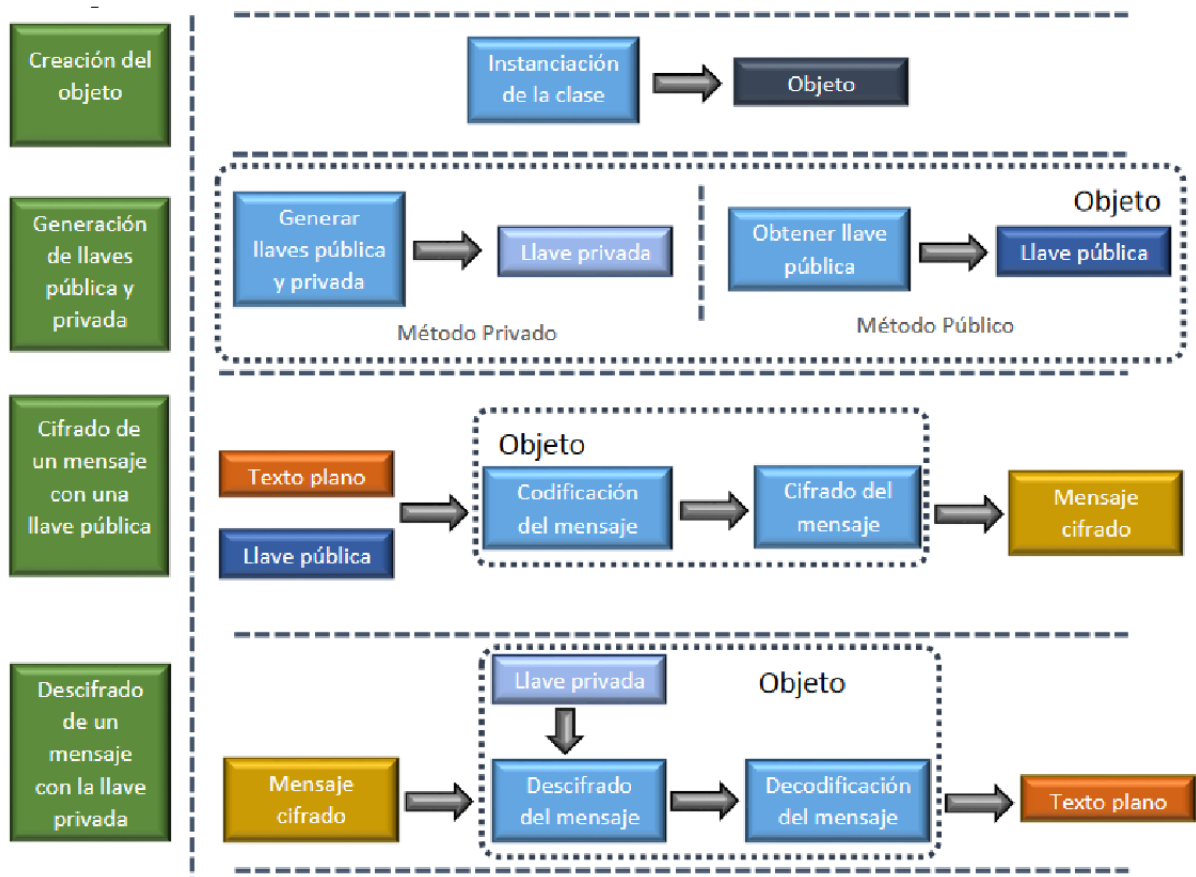 Creación del
objeto
Instanciación
de la clase
Objeto
Generación
de llaves
pública y
privada
Generar
llaves pública
y privada
Llave privada
Método Privado
Objeto
Obtener llave
pública
Llave pública
Método Público
Cifrado de
un mensaje
con una
llave pública
Texto plano
Llave pública
Objeto
Codificación
del mensaje
Cifrado del
mensaje
Mensaje
cifrado
Descifrado
de un
mensaje
con la llave
privada
Mensaje
cifrado
Llave privada
Objeto
Descifrado
del mensaje
Decodificación
del mensaje
Texto plano